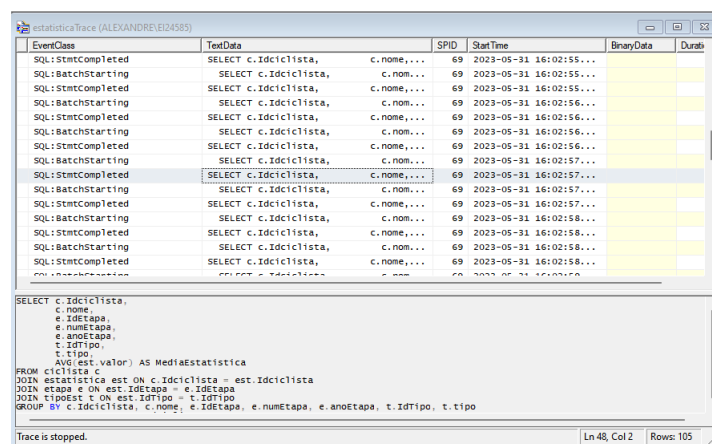 estatisticaTrace (ALEXANDRE\EI24585)
EventClass TextData SPID StartTime BinaryData Durati
SQL:StmtCompleted SELECT c.Idciclista, c.nome,... 69 2023-05-31 16:02:55...
SQL:BatchStarting SELECT c.Idciclista, c.nom... 69 2023-05-31 16:02:55...
SQL:StmtCompleted SELECT c.Idciclista, c.nome,... 69 2023-05-31 16:02:55...
SQL:BatchStarting SELECT c.Idciclista, c.nom... 69 2023-05-31 16:02:56...
SQL:StmtCompleted SELECT c.Idciclista, c.nome,... 69 2023-05-31 16:02:56...
SQL:BatchStarting SELECT c.Idciclista, c.nom... 69 2023-05-31 16:02:56...
SQL:StmtCompleted SELECT c.Idciclista, c.nome,... 69 2023-05-31 16:02:56...
SQL:BatchStarting SELECT c.Idciclista, c.nom... 69 2023-05-31 16:02:57...
SQL:StmtCompleted SELECT c.Idciclista, c.nome,... 69 2023-05-31 16:02:57...
SQL:BatchStarting SELECT c.Idciclista, c.nom... 69 2023-05-31 16:02:57...
SQL:StmtCompleted SELECT c.Idciclista, c.nome,... 69 2023-05-31 16:02:57...
SQL:BatchStarting SELECT c.Idciclista, c.nom... 69 2023-05-31 16:02:58...
SQL:StmtCompleted SELECT c.Idciclista, c.nome,... 69 2023-05-31 16:02:58...
SQL:BatchStarting SELECT c.Idciclista, c.nom... 69 2023-05-31 16:02:58...
SQL:StmtCompleted SELECT c.Idciclista, c.nome,... 69 2023-05-31 16:02:58...
SELECT c.Idciclista,
c.nome,
e.IdEtapa,
e.numEtapa,
e.anoEtapa,
t.IdTipo,
t.tipo,
AVG(est.valor) AS MediaEstatistica
FROM ciclista c
JOIN estatistica est ON c.Idciclista = est.Idciclista
JOIN etapa e ON est.IdEtapa = e.IdEtapa
JOIN tipoEst t ON est.IdTipo = t.IdTipo
GROUP BY c.Idciclista, c.nome, e.IdEtapa, e.numEtapa, e.anoEtapa, t.IdTipo, t.tipo
Trace is stopped. Ln 48, Col 2 Rows: 105